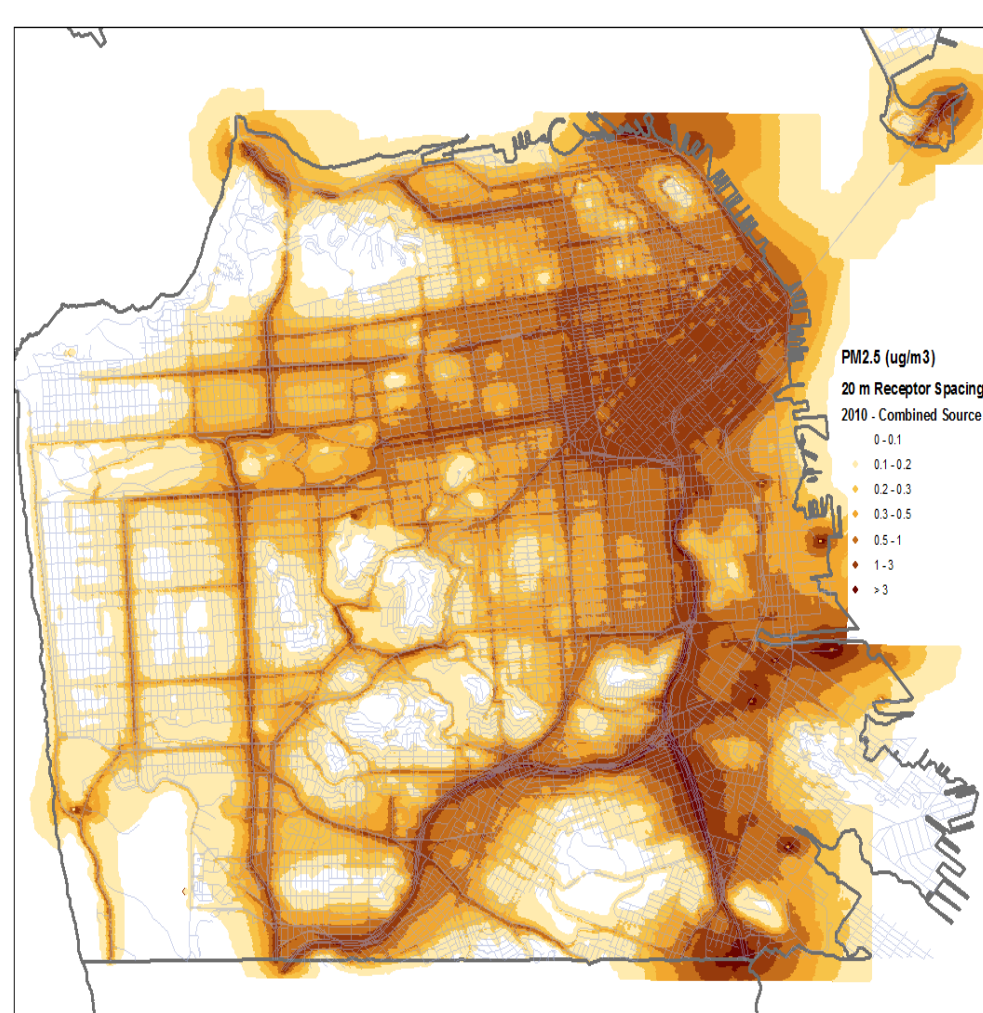 PM2.5 (ug/m3)
20 m Receptor Spacing
2010 - Combined Source
0 - 0.1
0.1 - 0.2
0.2 - 0.3
0.3 - 0.5
0.5 - 1
1 - 3
> 3